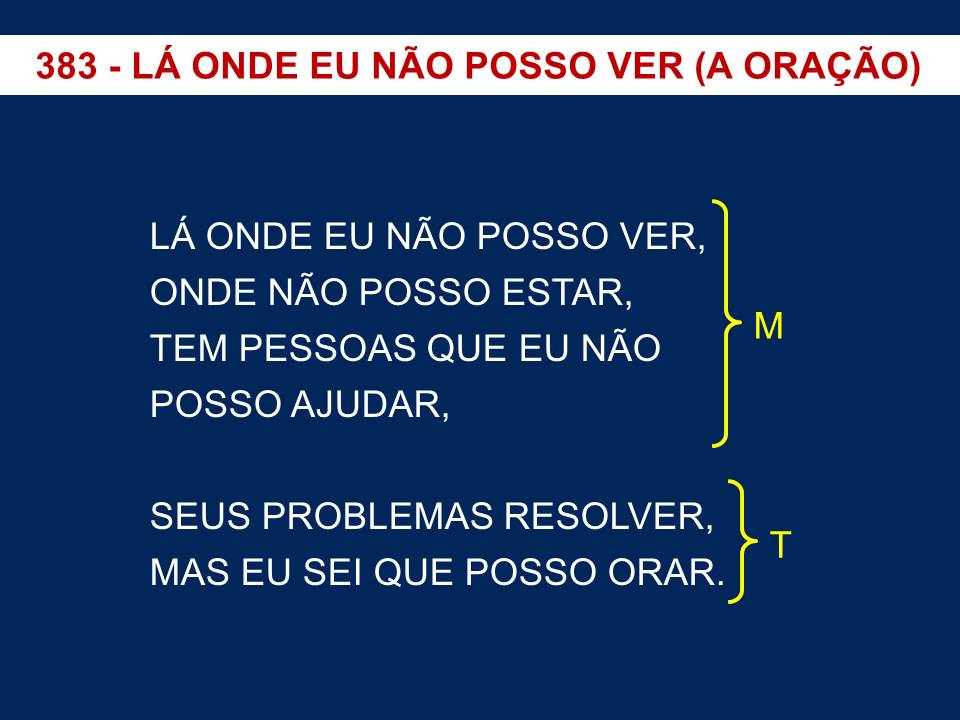 383 - LÁ ONDE EU NÃO POSSO VER (A ORAÇÃO)
LÁ ONDE EU NÃO POSSO VER,
ONDE NÃO POSSO ESTAR,
TEM PESSOAS QUE EU NÃO
POSSO AJUDAR,
M
SEUS PROBLEMAS RESOLVER,
MAS EU SEI QUE POSSO ORAR.
T